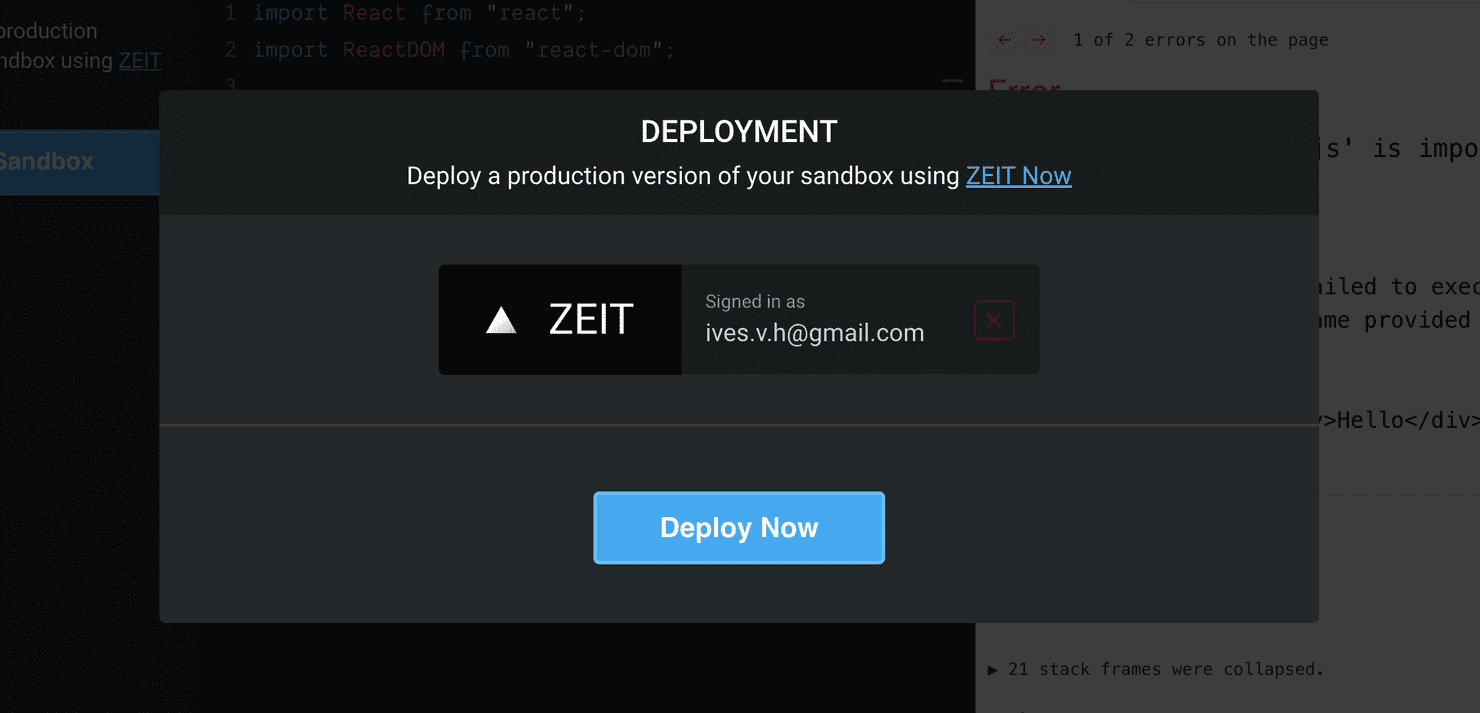 production
sandbox using ZEIT
Sandbox
1 import React from "react";
2 import ReactDOM from "react-dom";
3
DEPLOYMENT
Deploy a production version of your sandbox using ZEIT Now
ZEIT
Signed in as
ives.v.h@gmail.com
Deploy Now
← → 1 of 2 errors on the page
Error
js' is impo
ailed to exec
ame provided
>Hello</div>
▶ 21 stack frames were collapsed.